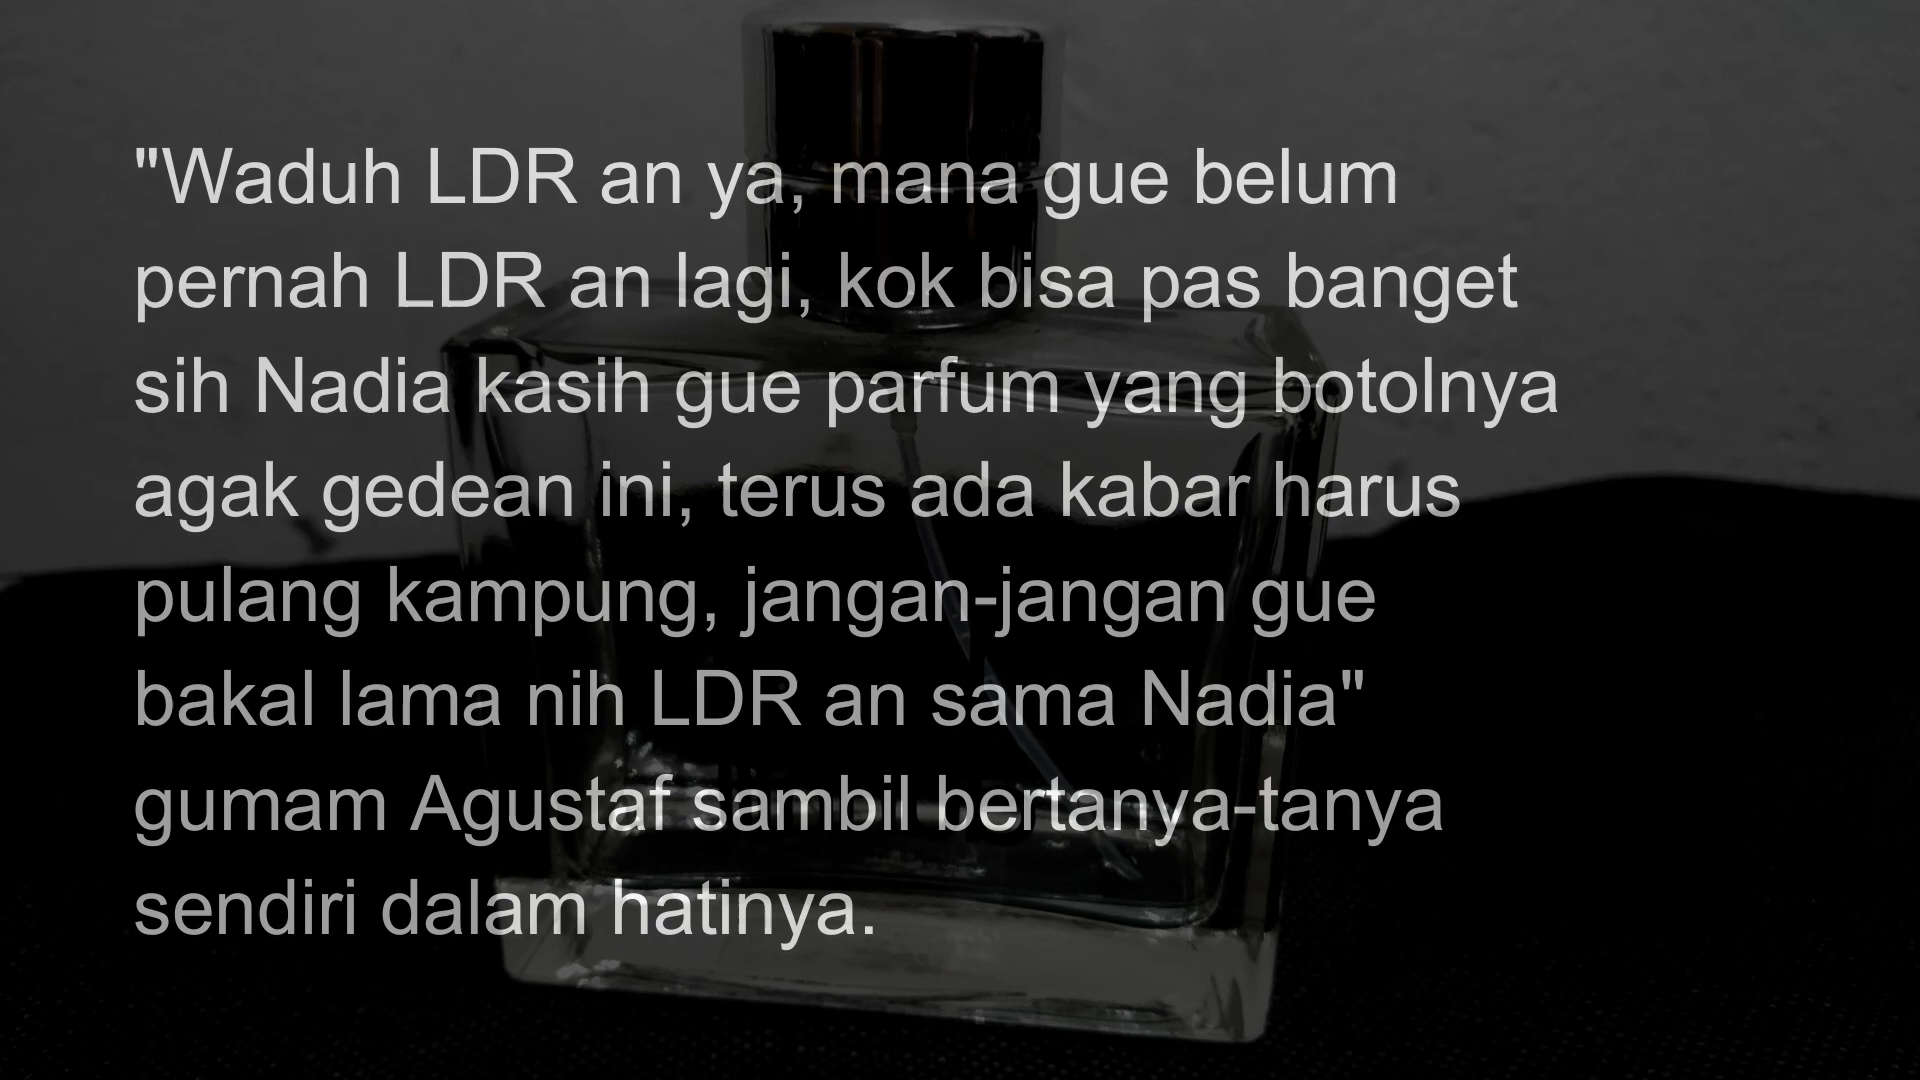 "Waduh LDR an ya, mana gue belum
pernah LDR an lagi, kok bisa pas banget
sih Nadia kasih gue parfum yang botolnya
agak gedean ini, terus ada kabar harus
pulang kampung, jangan-jangan gue
bakal lama nih LDR an sama Nadia"
gumam Agustaf sambil bertanya-tanya
sendiri dalam hatinya.